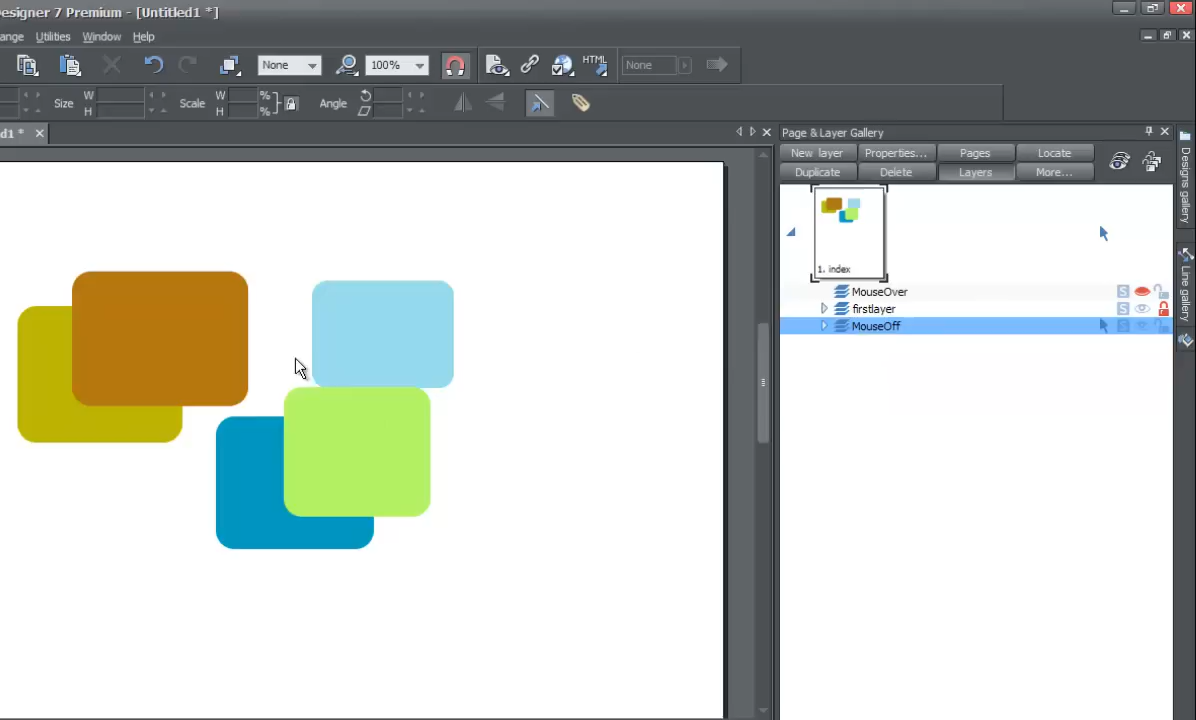 Designer 7 Premium - [Untitled1 *]
ange Utilities Window Help
None 100% HTML None
Size W H Scale W H % % Angle
d1 *
Page & Layer Gallery
New layer Properties... Pages Locate
Duplicate Delete Layers More...
1. index
MouseOver S
firstlayer S
MouseOff S
Designs gallery
Line gallery